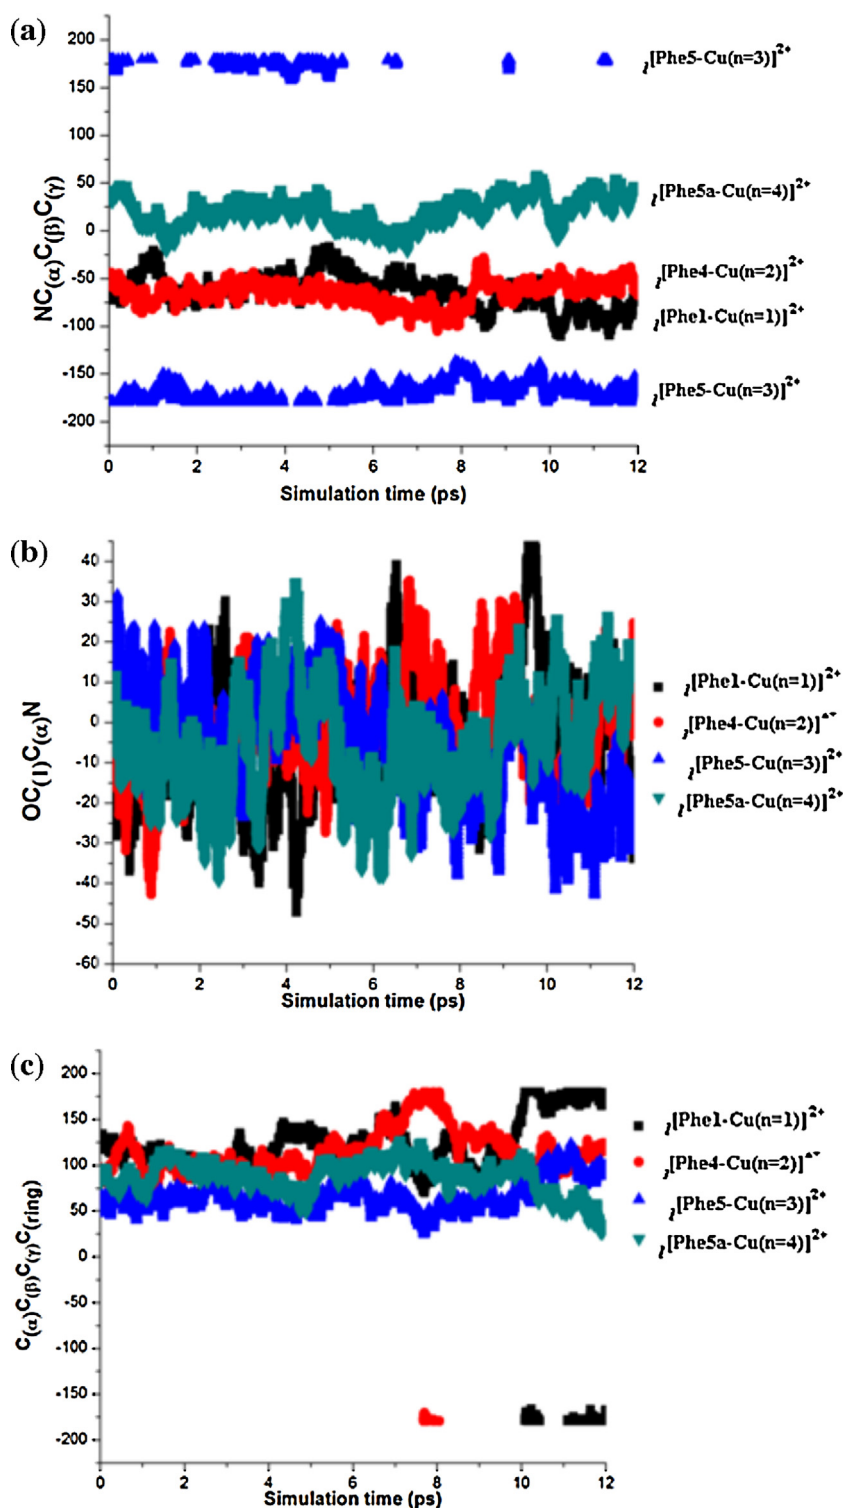 (a)
200
150
100
50
0
-50
-100
-150
-200
NC(α)C(β)C(γ)
0 2 4 6 8 10 12
Simulation time (ps)
l[Phe5-Cu(n=3)]2+
l[Phe5a-Cu(n=4)]2+
l[Phe4-Cu(n=2)]2+
l[Phe1-Cu(n=1)]2+
l[Phe5-Cu(n=3)]2+
(b)
40
30
20
10
0
-10
-20
-30
-40
-50
-60
OC(1)C(α)N
0 2 4 6 8 10 12
Simulation time (ps)
l[Phe1-Cu(n=1)]2+
l[Phe4-Cu(n=2)]
l[Phe5-Cu(n=3)]2+
l[Phe5a-Cu(n=4)]2+
(c)
200
150
100
50
0
-50
-100
-150
-200
C(α)C(β)C(γ)C(ring)
0 2 4 6 8 10 12
Simulation time (ps)
l[Phe1-Cu(n=1)]2+
l[Phe4-Cu(n=2)]
l[Phe5-Cu(n=3)]2+
l[Phe5a-Cu(n=4)]2+